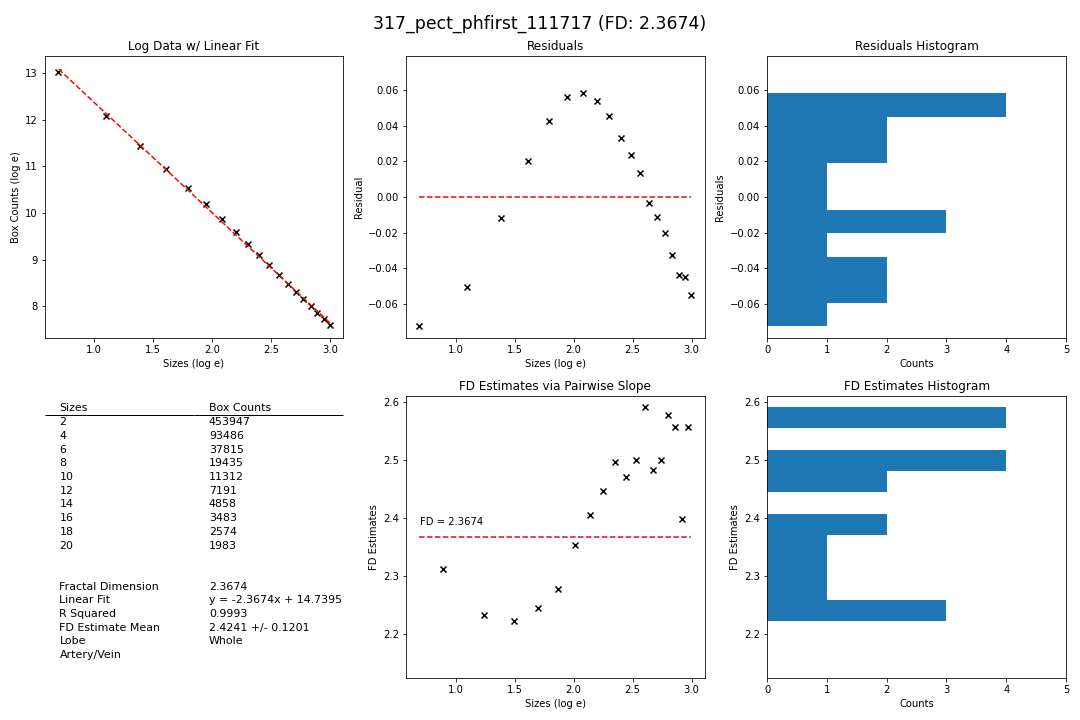 317_pect_phfirst_111717 (FD: 2.3674)
Log Data w/ Linear Fit
Box Counts (log e)
13
12
11
10
9
8
1.0 1.5 2.0 2.5 3.0
Sizes (log e)
Residuals
Residual
0.06
0.04
0.02
0.00
−0.02
−0.04
−0.06
1.0 1.5 2.0 2.5 3.0
Sizes (log e)
Residuals Histogram
Residuals
0.06
0.04
0.02
0.00
−0.02
−0.04
−0.06
0 1 2 3 4 5
Counts
Sizes Box Counts
2 453947
4 93486
6 37815
8 19435
10 11312
12 7191
14 4858
16 3483
18 2574
20 1983
Fractal Dimension 2.3674
Linear Fit y = -2.3674x + 14.7395
R Squared 0.9993
FD Estimate Mean 2.4241 +/- 0.1201
Lobe Whole
Artery/Vein
FD Estimates via Pairwise Slope
FD Estimates
2.6
2.5
2.4
2.3
2.2
FD = 2.3674
1.0 1.5 2.0 2.5 3.0
Sizes (log e)
FD Estimates Histogram
FD Estimates
2.6
2.5
2.4
2.3
2.2
0 1 2 3 4 5
Counts